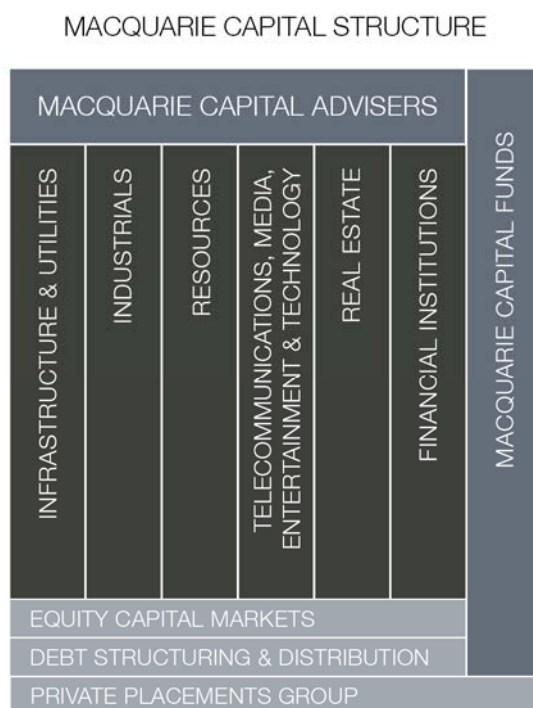 MACQUARIE CAPITAL STRUCTURE
MACQUARIE CAPITAL ADVISERS
INFRASTRUCTURE & UTILITIES
INDUSTRIALS
RESOURCES
TELECOMMUNICATIONS, MEDIA,
ENTERTAINMENT & TECHNOLOGY
REAL ESTATE
FINANCIAL INSTITUTIONS
MACQUARIE CAPITAL FUNDS
EQUITY CAPITAL MARKETS
DEBT STRUCTURING & DISTRIBUTION
PRIVATE PLACEMENTS GROUP